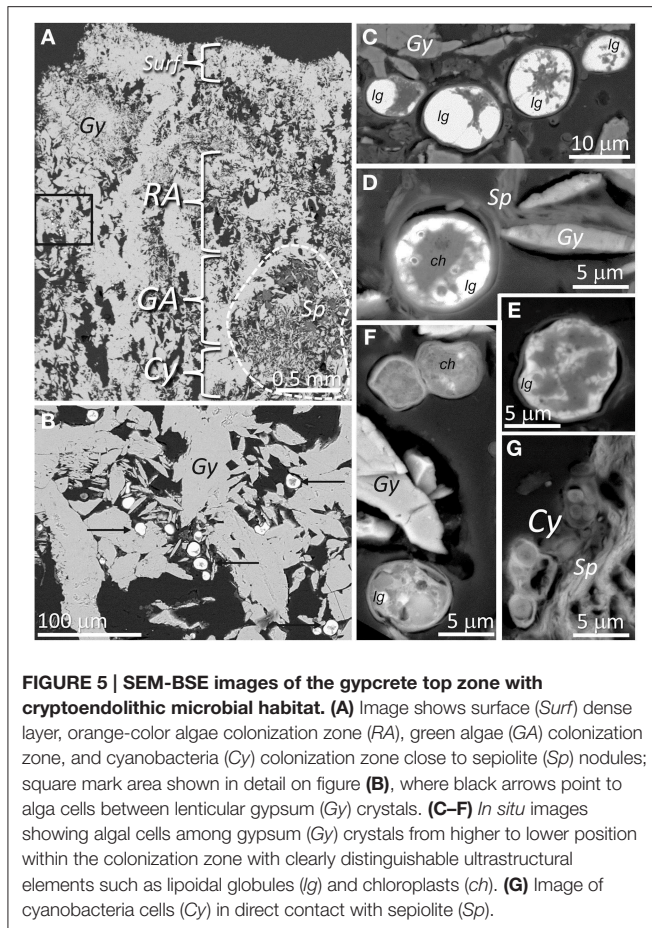 A
Surf
Gy
RA
GA
Sp
Cy
0.5 mm
B
Gy
100 μm
C
Gy
lg
lg
lg
lg
10 μm
D
Sp
Gy
ch
lg
5 μm
E
lg
5 μm
F
ch
Gy
lg
5 μm
G
Cy
Sp
5 μm
FIGURE 5 | SEM-BSE images of the gypcrete top zone with
cryptoendolithic microbial habitat. (A) Image shows surface (Surf) dense
layer, orange-color algae colonization zone (RA), green algae (GA) colonization
zone, and cyanobacteria (Cy) colonization zone close to sepiolite (Sp) nodules;
square mark area shown in detail on figure (B), where black arrows point to
alga cells between lenticular gypsum (Gy) crystals. (C–F) In situ images
showing algal cells among gypsum (Gy) crystals from higher to lower position
within the colonization zone with clearly distinguishable ultrastructural
elements such as lipoidal globules (lg) and chloroplasts (ch). (G) Image of
cyanobacteria cells (Cy) in direct contact with sepiolite (Sp).